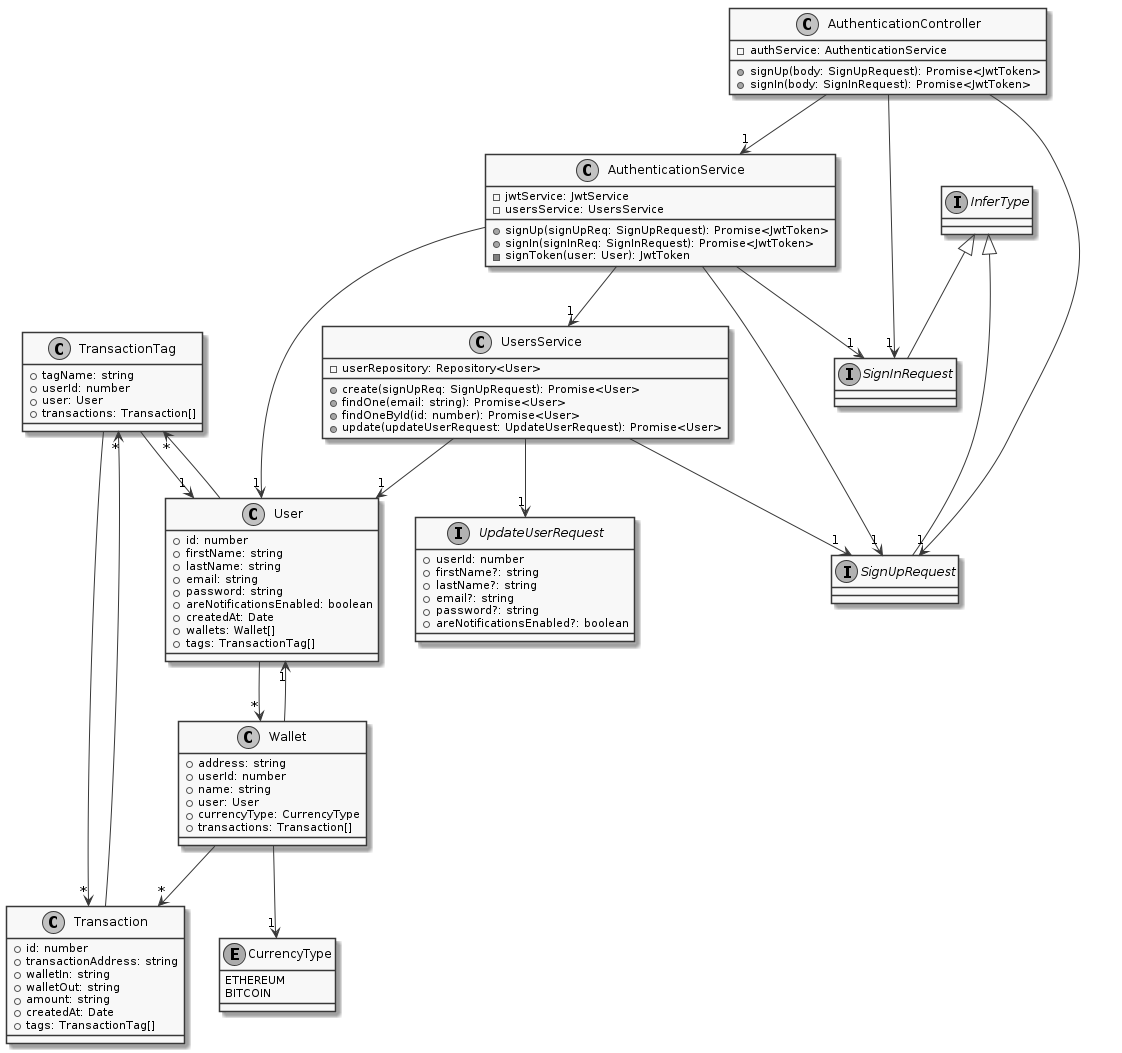 C AuthenticationController
authService: AuthenticationService
signUp(body: SignUpRequest): Promise<JwtToken>
signIn(body: SignInRequest): Promise<JwtToken>
1
C AuthenticationService
jwtService: JwtService
usersService: UsersService
signUp(signUpReq: SignUpRequest): Promise<JwtToken>
signIn(signInReq: SignInRequest): Promise<JwtToken>
signToken(user: User): JwtToken
I InferType
1
1
1
C UsersService
userRepository: Repository<User>
create(signUpReq: SignUpRequest): Promise<User>
findOne(email: string): Promise<User>
findOneById(id: number): Promise<User>
update(updateUserRequest: UpdateUserRequest): Promise<User>
I SignInRequest
C TransactionTag
tagName: string
userId: number
user: User
transactions: Transaction[]
*
*
1
1
1
1
1
1
1
C User
id: number
firstName: string
lastName: string
email: string
password: string
areNotificationsEnabled: boolean
createdAt: Date
wallets: Wallet[]
tags: TransactionTag[]
I UpdateUserRequest
userId: number
firstName?: string
lastName?: string
email?: string
password?: string
areNotificationsEnabled?: boolean
I SignUpRequest
1
*
C Wallet
address: string
userId: number
name: string
user: User
currencyType: CurrencyType
transactions: Transaction[]
*
*
1
C Transaction
id: number
transactionAddress: string
walletIn: string
walletOut: string
amount: string
createdAt: Date
tags: TransactionTag[]
E CurrencyType
ETHEREUM
BITCOIN